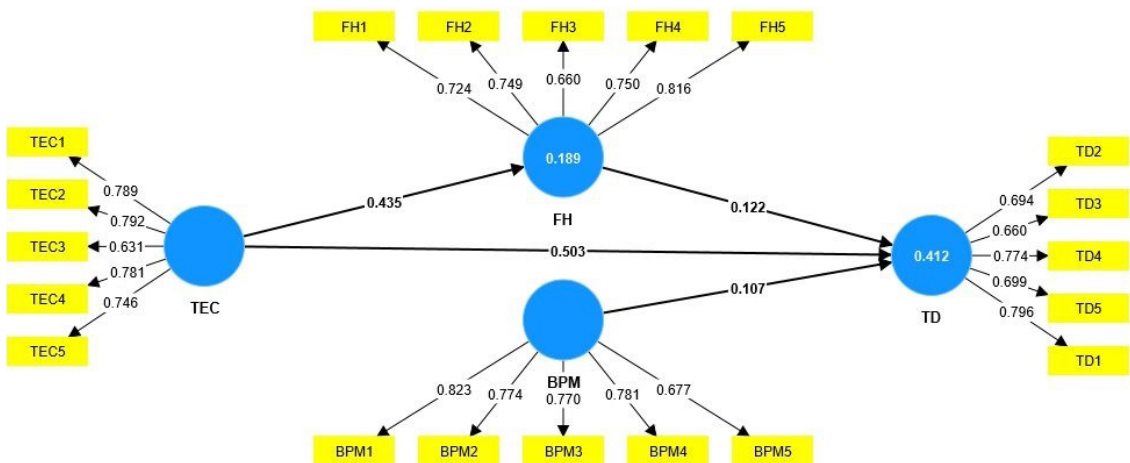 FH1 FH2 FH3 FH4 FH5
0.724 0.749 0.660 0.750 0.816
TEC1
TEC2
TEC3
TEC4
TEC5
0.789
0.792
0.631
0.781
0.746
TEC
0.435
0.189
FH
0.122
0.503
0.107
0.412
TD
TD2
TD3
TD4
TD5
TD1
0.694
0.660
0.774
0.699
0.796
BPM
0.823 0.774 0.770 0.781 0.677
BPM1 BPM2 BPM3 BPM4 BPM5